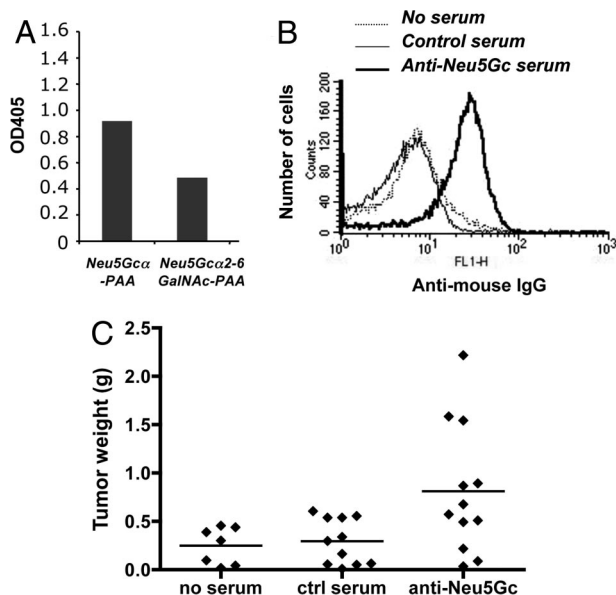 A
1.6
1.4
1.2
1.0
0.8
0.6
0.4
0.2
0
OD405
Neu5Gcα
-PAA
Neu5Gcα2-6
GalNAc-PAA
B
No serum
Control serum
Anti-Neu5Gc serum
Number of cells
Counts
200
160
120
80
40
0
10⁰
10¹
10²
10³
FL1-H
Anti-mouse IgG
C
Tumor weight (g)
2.5
2.0
1.5
1.0
0.5
0.0
no serum
ctrl serum
anti-Neu5Gc